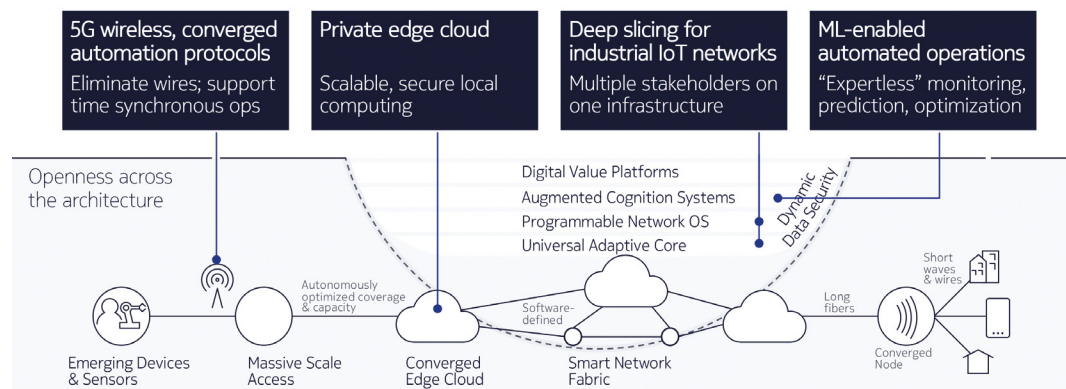 5G wireless, converged
automation protocols
Eliminate wires; support
time synchronous ops
Private edge cloud
Scalable, secure local
computing
Deep slicing for
industrial IoT networks
Multiple stakeholders on
one infrastructure
ML-enabled
automated operations
“Expertless” monitoring,
prediction, optimization
Openness across
the architecture
Digital Value Platforms
Augmented Cognition Systems
Programmable Network OS
Universal Adaptive Core
Dynamic
Data Security
Autonomously
optimized coverage
& capacity
Software-
defined
Long
fibers
Short
waves
& wires
Emerging Devices
& Sensors
Massive Scale
Access
Converged
Edge Cloud
Smart Network
Fabric
Converged
Node